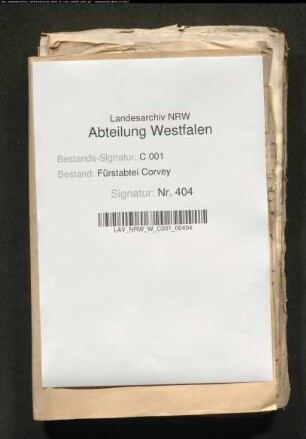 Landesarchiv NRW
Abteilung Westfalen
Bestands-Signatur: C 001
Bestand: Fürstabtei Corvey
Signatur: Nr. 404
LAV_NRW_W_C001_00404